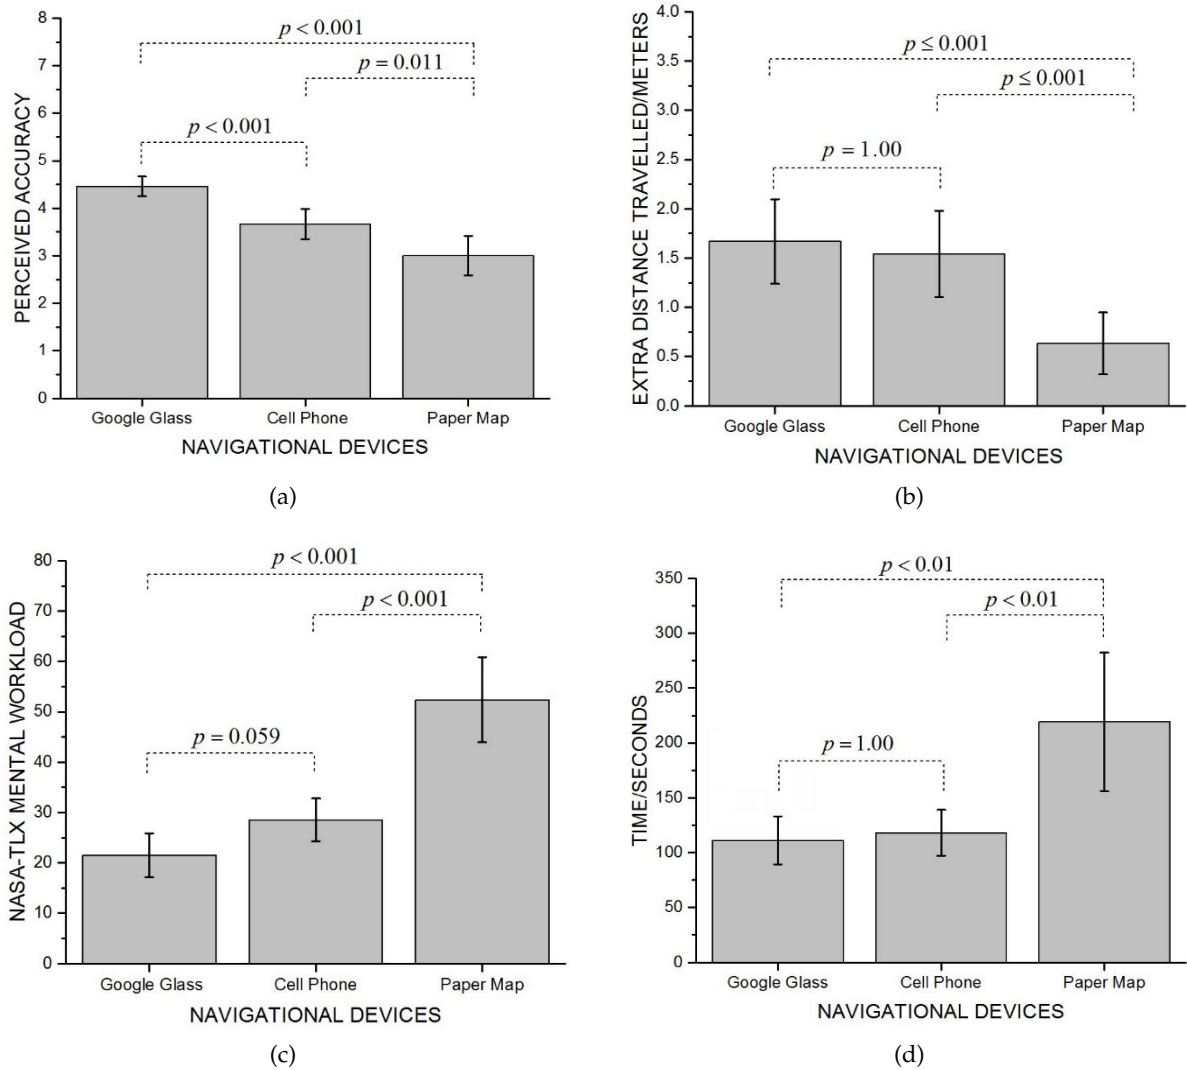 PERCEIVED ACCURACY
8
7
6
5
4
3
2
1
0
p < 0.001
p = 0.011
p < 0.001
Google Glass Cell Phone Paper Map
NAVIGATIONAL DEVICES
(a)
EXTRA DISTANCE TRAVELLED/METERS
4.0
3.5
3.0
2.5
2.0
1.5
1.0
0.5
0.0
p ≤ 0.001
p ≤ 0.001
p = 1.00
Google Glass Cell Phone Paper Map
NAVIGATIONAL DEVICES
(b)
NASA-TLX MENTAL WORKLOAD
80
70
60
50
40
30
20
10
0
p < 0.001
p < 0.001
p = 0.059
Google Glass Cell Phone Paper Map
NAVIGATIONAL DEVICES
(c)
TIME/SECONDS
350
300
250
200
150
100
50
0
p < 0.01
p < 0.01
p = 1.00
Google Glass Cell Phone Paper Map
NAVIGATIONAL DEVICES
(d)